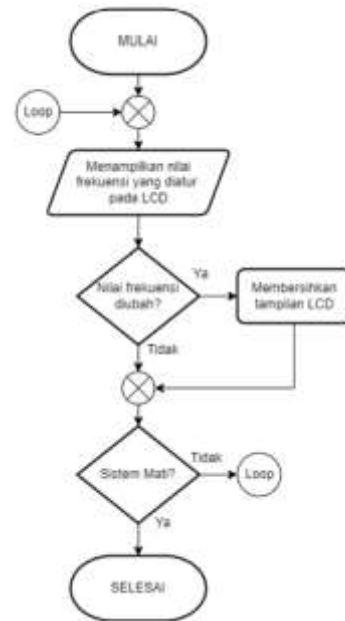 MULAI
Loop
Menampilkan nilai
frekuensi yang diatur
pada LCD
Nilai frekuensi
diubah?
Ya
Membersihkan
tampilan LCD
Tidak
Sistem Mati?
Tidak
Loop
Ya
SELESAI